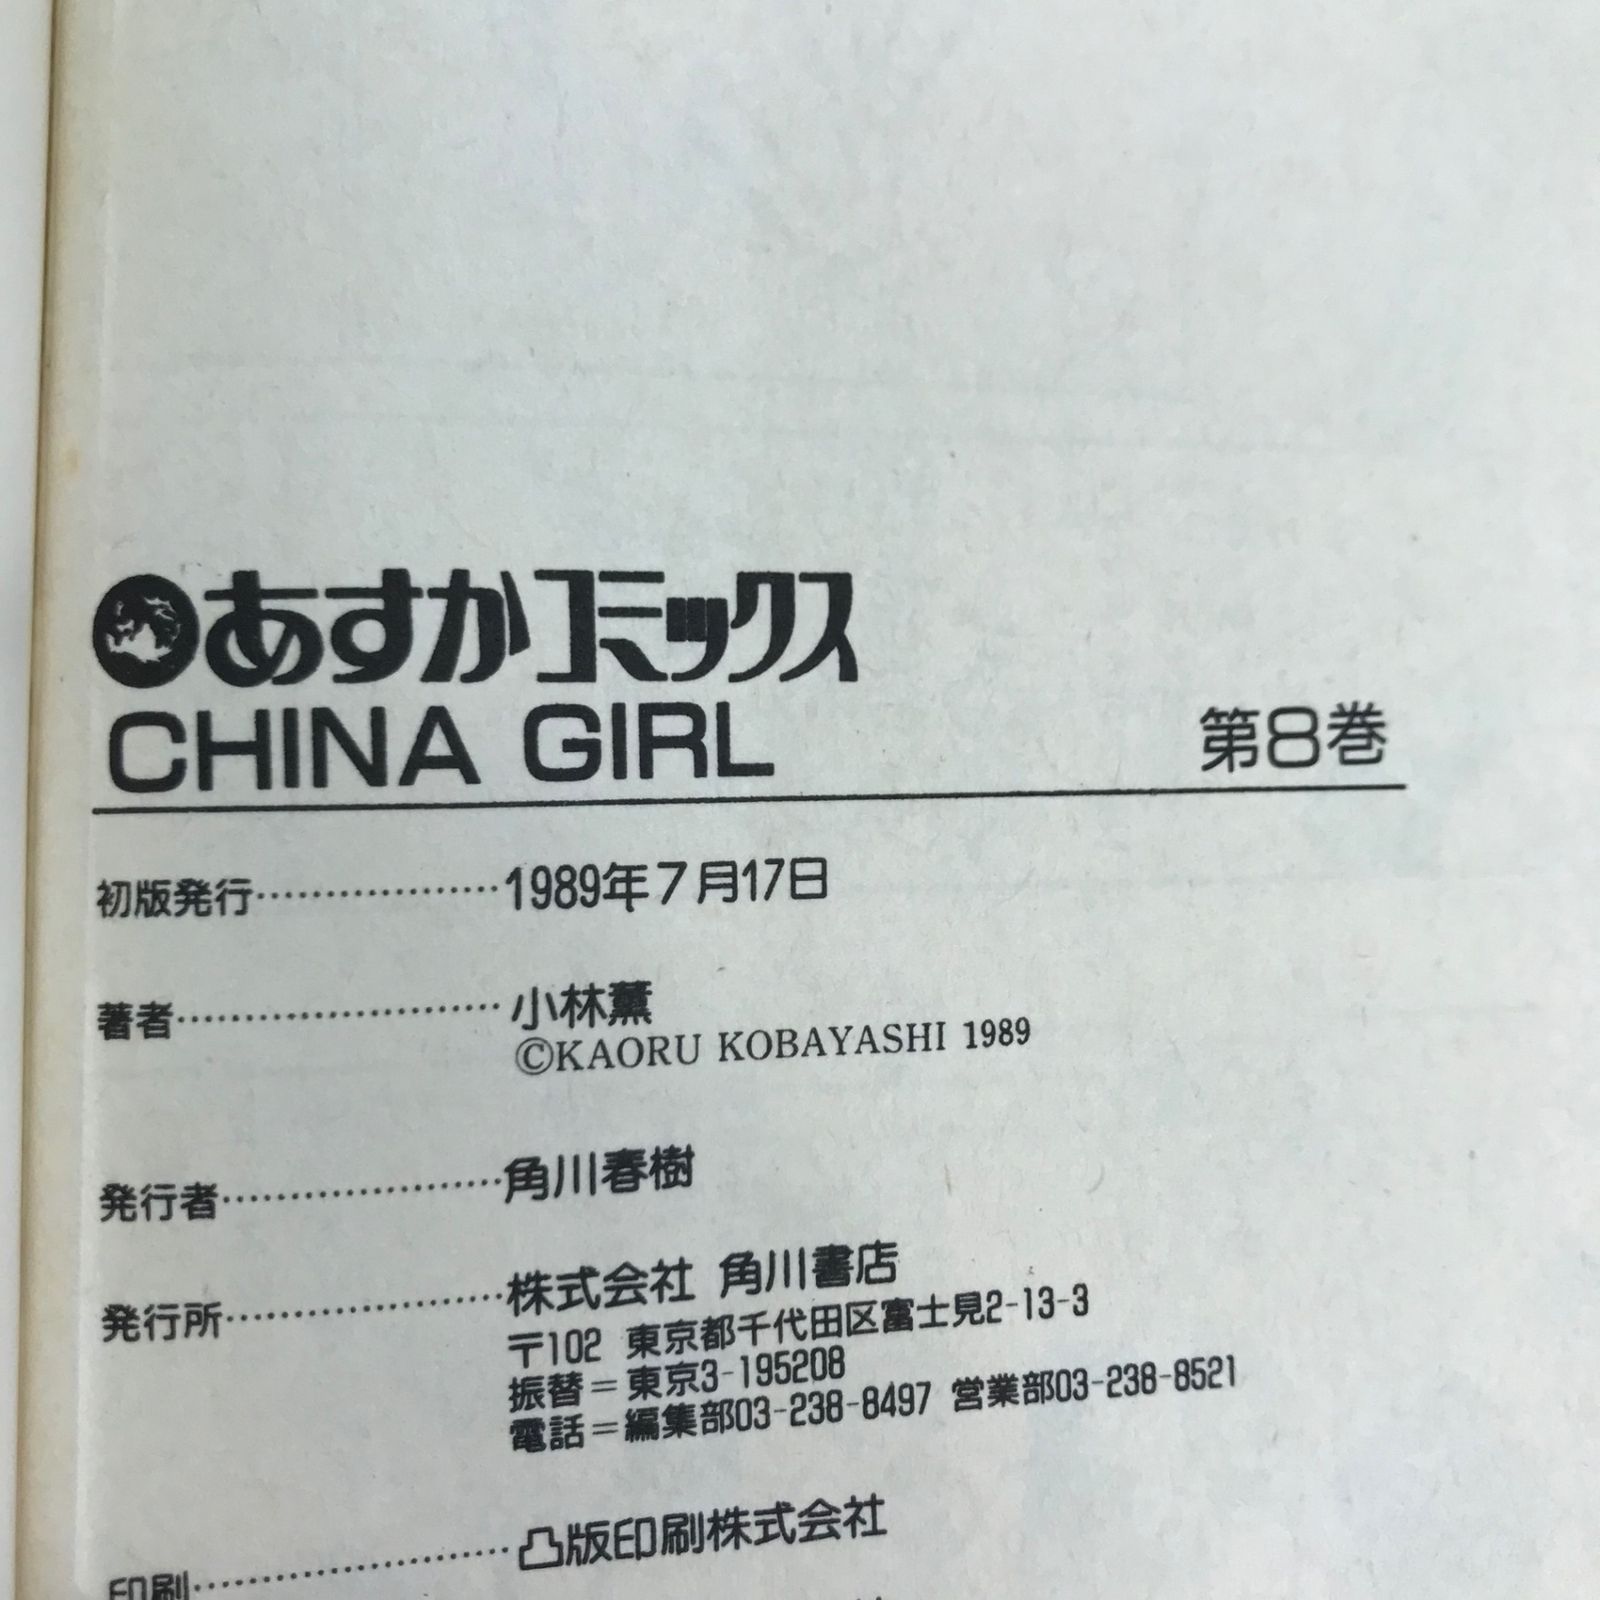 あすかコミックス
CHINA GIRL 第8巻
初版発行………………1989年7月17日
著者……………………小林薫
©KAORU KOBAYASHI 1989
発行者…………………角川春樹
発行所…………………株式会社 角川書店
〒102 東京都千代田区富士見2-13-3
振替＝東京3-195208
電話＝編集部03-238-8497 営業部03-238-8521
印刷……………………凸版印刷株式会社